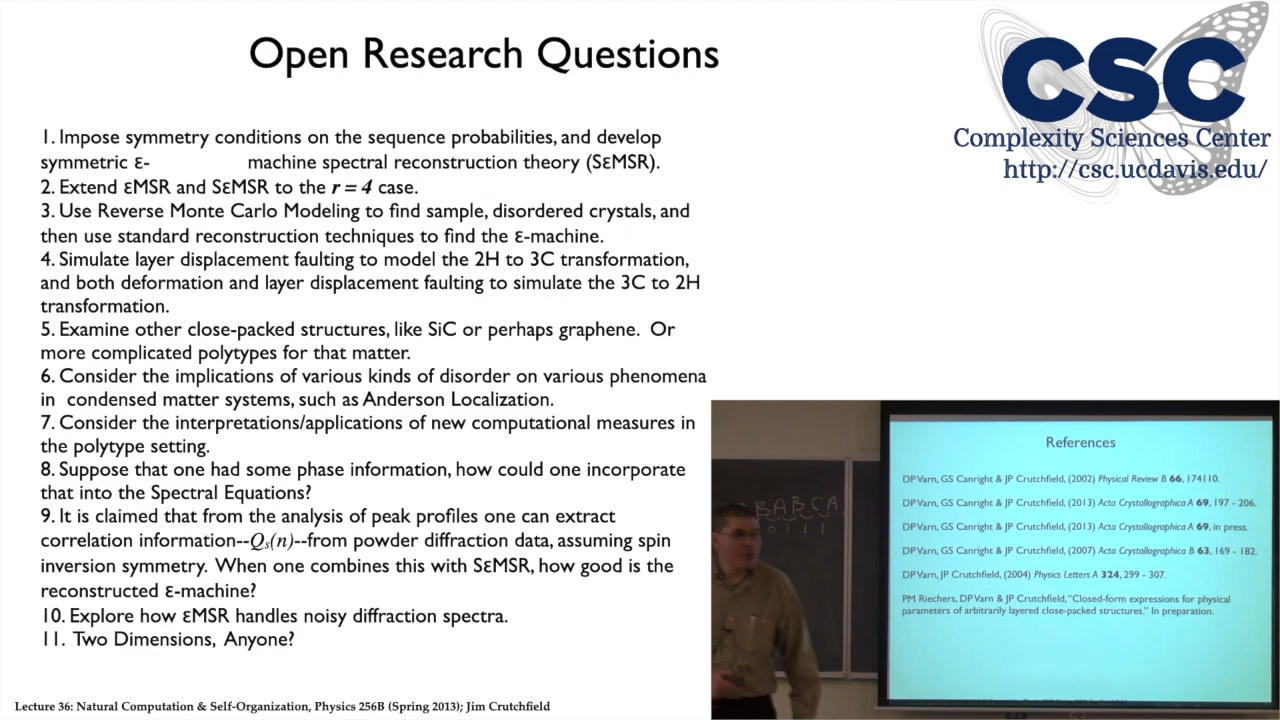 Open Research Questions
1. Impose symmetry conditions on the sequence probabilities, and develop
symmetric ε- machine spectral reconstruction theory (SεMSR).
2. Extend εMSR and SεMSR to the r = 4 case.
3. Use Reverse Monte Carlo Modeling to find sample, disordered crystals, and
then use standard reconstruction techniques to find the ε-machine.
4. Simulate layer displacement faulting to model the 2H to 3C transformation,
and both deformation and layer displacement faulting to simulate the 3C to 2H
transformation.
5. Examine other close-packed structures, like SiC or perhaps graphene. Or
more complicated polytypes for that matter.
6. Consider the implications of various kinds of disorder on various phenomena
in condensed matter systems, such as Anderson Localization.
7. Consider the interpretations/applications of new computational measures in
the polytype setting.
8. Suppose that one had some phase information, how could one incorporate
that into the Spectral Equations?
9. It is claimed that from the analysis of peak profiles one can extract
correlation information--Qs(n)--from powder diffraction data, assuming spin
inversion symmetry. When one combines this with SεMSR, how good is the
reconstructed ε-machine?
10. Explore how εMSR handles noisy diffraction spectra.
11. Two Dimensions, Anyone?
Lecture 36: Natural Computation & Self-Organization, Physics 256B (Spring 2013); Jim Crutchfield
CSC
Complexity Sciences Center
http://csc.ucdavis.edu/
BABCA
References
DP Varn, GS Canright & JP Crutchfield, (2002) Physical Review B 66, 174110.
DP Varn, GS Canright & JP Crutchfield, (2013) Acta Crystallographica A 69, 197 - 206.
DP Varn, GS Canright & JP Crutchfield, (2013) Acta Crystallographica A 69, in press.
DP Varn, GS Canright & JP Crutchfield, (2007) Acta Crystallographica B 63, 169 - 182.
DP Varn, JP Crutchfield, (2004) Physics Letters A 324, 299 - 307.
PM Riechers, DP Varn & JP Crutchfield, "Closed-form expressions for physical
parameters of arbitrarily layered close-packed structures." In preparation.